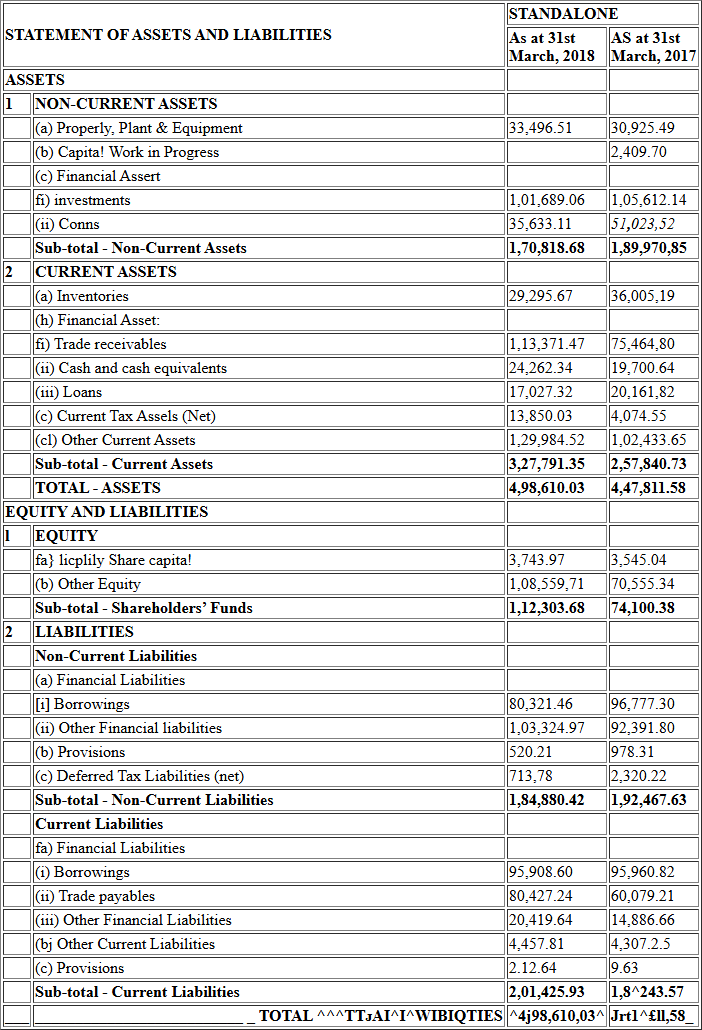 STATEMENT OF ASSETS AND LIABILITIES
STANDALONE
As at 31st March, 2018
AS at 31st March, 2017
ASSETS
1 NON-CURRENT ASSETS
(a) Properly, Plant & Equipment 33,496.51 30,925.49
(b) Capita! Work in Progress 2,409.70
(c) Financial Assert
fi) investments 1,01,689.06 1,05,612.14
(ii) Conns 35,633.11 51,023,52
Sub-total - Non-Current Assets 1,70,818.68 1,89,970,85
2 CURRENT ASSETS
(a) Inventories 29,295.67 36,005,19
(h) Financial Asset:
fi) Trade receivables 1,13,371.47 75,464,80
(ii) Cash and cash equivalents 24,262.34 19,700.64
(iii) Loans 17,027.32 20,161,82
(c) Current Tax Assels (Net) 13,850.03 4,074.55
(cl) Other Current Assets 1,29,984.52 1,02,433.65
Sub-total - Current Assets 3,27,791.35 2,57,840.73
TOTAL - ASSETS 4,98,610.03 4,47,811.58
EQUITY AND LIABILITIES
l EQUITY
fa} licplily Share capita! 3,743.97 3,545.04
(b) Other Equity 1,08,559,71 70,555.34
Sub-total - Shareholders’ Funds 1,12,303.68 74,100.38
2 LIABILITIES
Non-Current Liabilities
(a) Financial Liabilities
[i] Borrowings 80,321.46 96,777.30
(ii) Other Financial liabilities 1,03,324.97 92,391.80
(b) Provisions 520.21 978.31
(c) Deferred Tax Liabilities (net) 713,78 2,320.22
Sub-total - Non-Current Liabilities 1,84,880.42 1,92,467.63
Current Liabilities
fa) Financial Liabilities
(i) Borrowings 95,908.60 95,960.82
(ii) Trade payables 80,427.24 60,079.21
(iii) Other Financial Liabilities 20,419.64 14,886.66
(bj Other Current Liabilities 4,457.81 4,307.2.5
(c) Provisions 2.12.64 9.63
Sub-total - Current Liabilities 2,01,425.93 1,8^243.57
___ ___________________________ _ TOTAL ^^^TTjAI^I^WIBIQTIES ^4j98,610,03^ Jrt1^£ll,58_